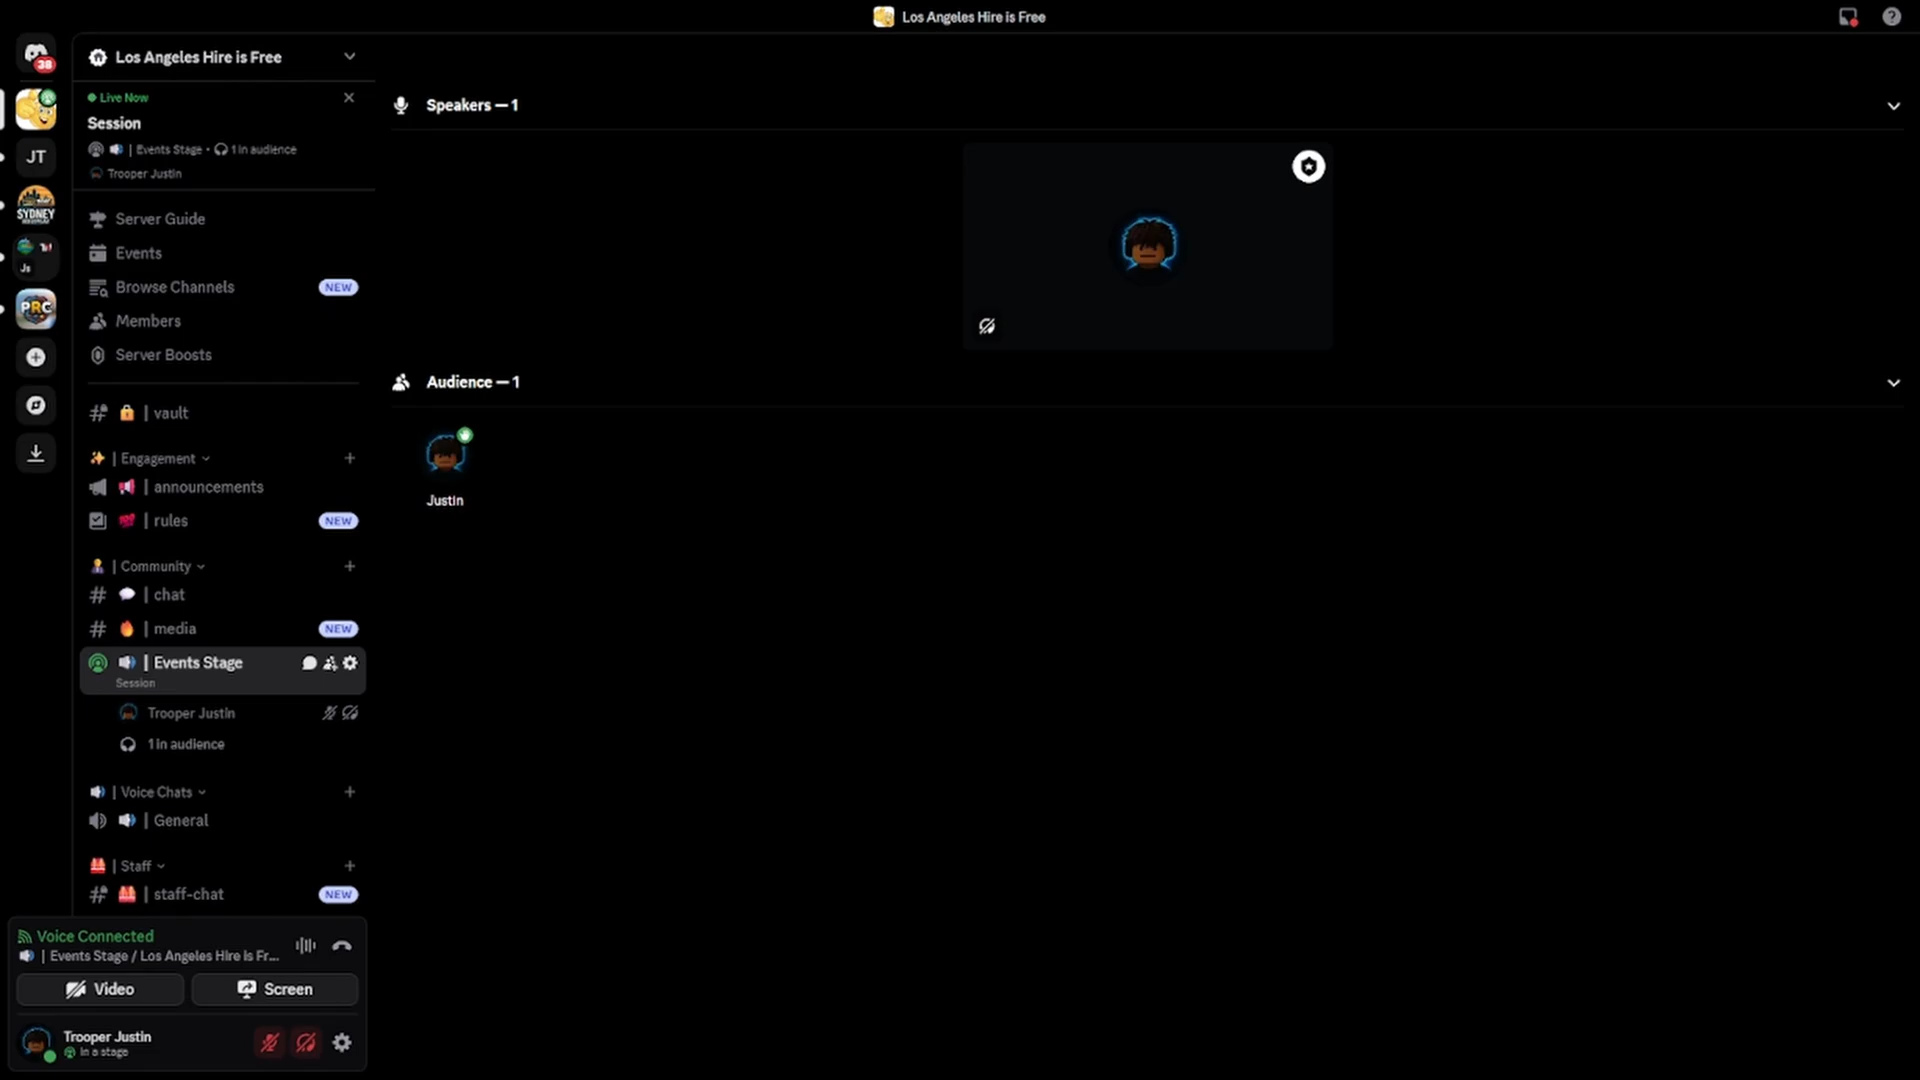 Los Angeles Hire is Free
38
Los Angeles Hire is Free
Live Now
Session
| Events Stage • 1 in audience
Trooper Justin
JT
SYDNEY
Js
PRC
Server Guide
Events
Browse Channels NEW
Members
Server Boosts
| vault
| Engagement
| announcements
| rules NEW
| Community
| chat
| media NEW
| Events Stage
Session
Trooper Justin
1 in audience
| Voice Chats
| General
| Staff
| staff-chat NEW
Voice Connected
| Events Stage / Los Angeles Hire is Fr...
Video
Screen
Trooper Justin
In a stage
Speakers — 1
Audience — 1
Justin